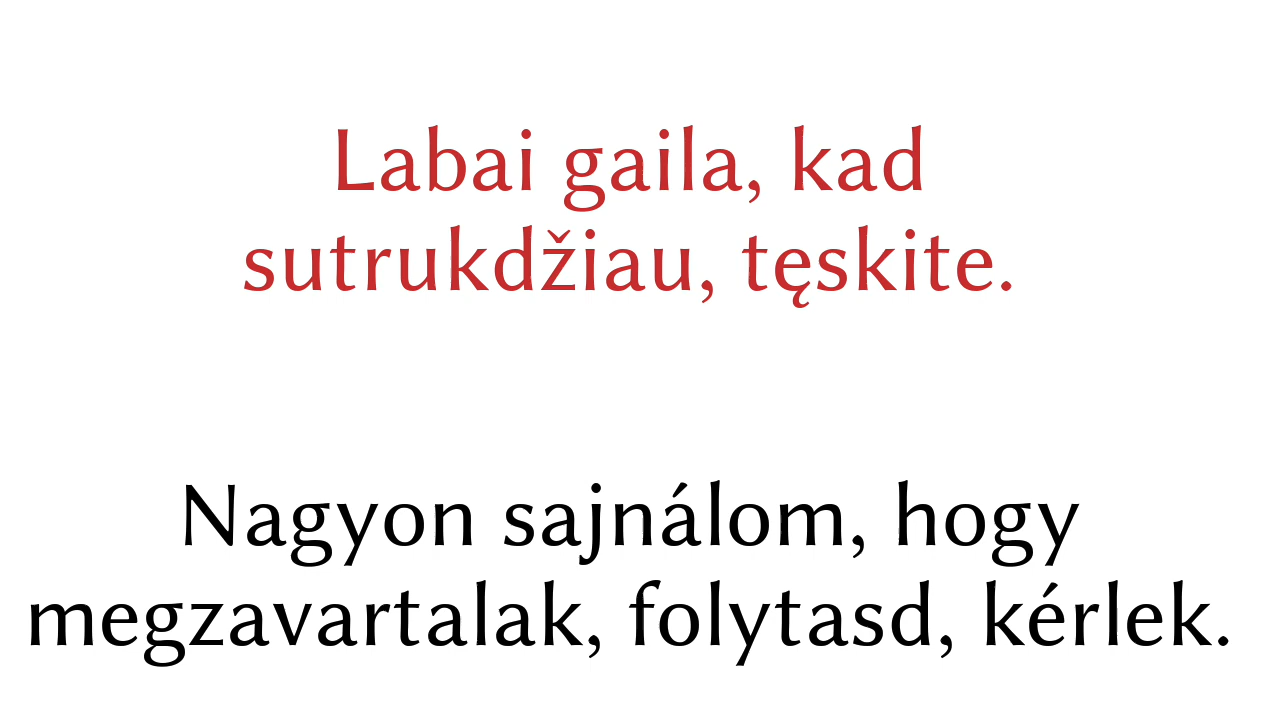 Labai gaila, kad
sutrukdžiau, tęskite.
Nagyon sajnálom, hogy
megzavartalak, folytasd, kérlek.